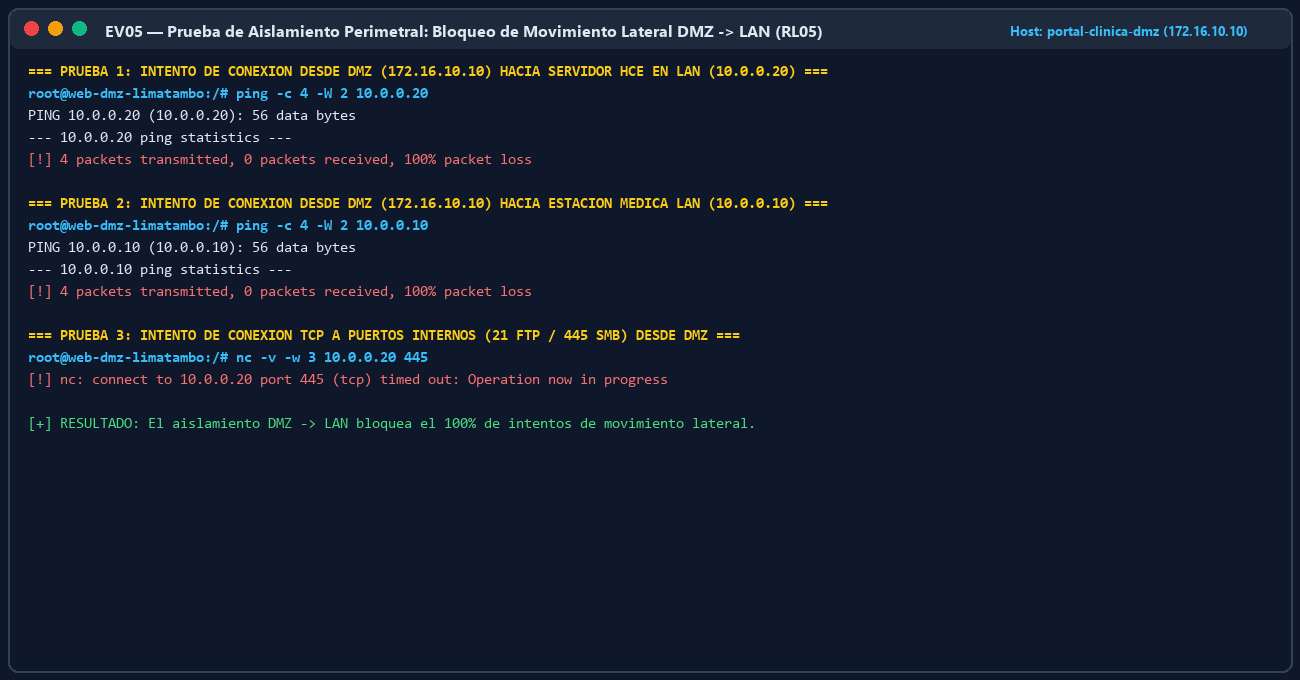 EV05 — Prueba de Aislamiento Perimetral: Bloqueo de Movimiento Lateral DMZ -> LAN (RL05)
Host: portal-clinica-dmz (172.16.10.10)
=== PRUEBA 1: INTENTO DE CONEXION DESDE DMZ (172.16.10.10) HACIA SERVIDOR HCE EN LAN (10.0.0.20) ===
root@web-dmz-limatambo:/# ping -c 4 -W 2 10.0.0.20
PING 10.0.0.20 (10.0.0.20): 56 data bytes
--- 10.0.0.20 ping statistics ---
[!] 4 packets transmitted, 0 packets received, 100% packet loss
=== PRUEBA 2: INTENTO DE CONEXION DESDE DMZ (172.16.10.10) HACIA ESTACION MEDICA LAN (10.0.0.10) ===
root@web-dmz-limatambo:/# ping -c 4 -W 2 10.0.0.10
PING 10.0.0.10 (10.0.0.10): 56 data bytes
--- 10.0.0.10 ping statistics ---
[!] 4 packets transmitted, 0 packets received, 100% packet loss
=== PRUEBA 3: INTENTO DE CONEXION TCP A PUERTOS INTERNOS (21 FTP / 445 SMB) DESDE DMZ ===
root@web-dmz-limatambo:/# nc -v -w 3 10.0.0.20 445
[!] nc: connect to 10.0.0.20 port 445 (tcp) timed out: Operation now in progress
[+] RESULTADO: El aislamiento DMZ -> LAN bloquea el 100% de intentos de movimiento lateral.